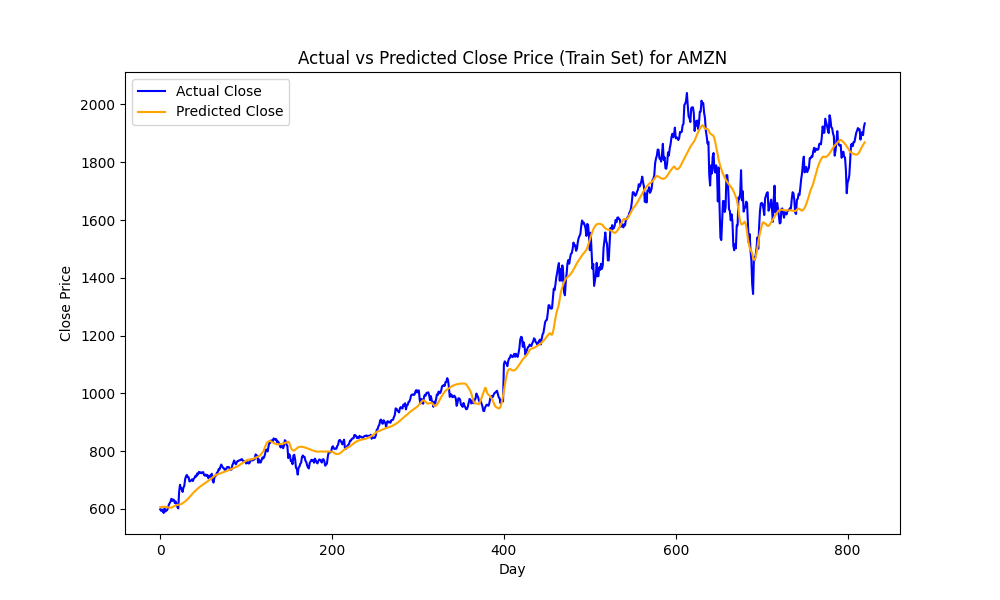 Actual vs Predicted Close Price (Train Set) for AMZN
Actual Close
Predicted Close
2000
1800
1600
1400
1200
1000
800
600
Close Price
0 200 400 600 800
Day